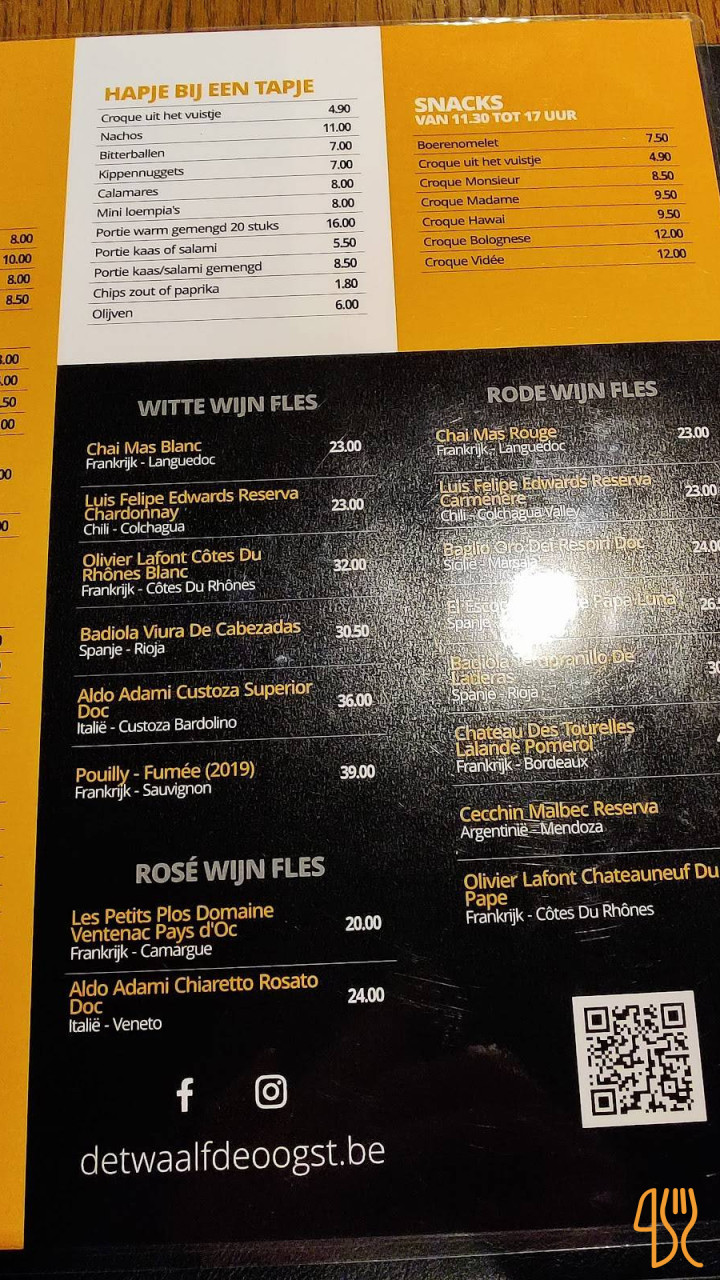 8.00
10.00
8.00
8.50
HAPJE BIJ EEN TAPJE
Croque uit het vuistje 4.90
Nachos 11.00
Bitterballen 7.00
Kippennuggets 7.00
Calamares 8.00
Mini loempia's 8.00
Portie warm gemengd 20 stuks 16.00
Portie kaas of salami 5.50
Portie kaas/salami gemengd 8.50
Chips zout of paprika 1.80
Olijven 6.00
SNACKS
VAN 11.30 TOT 17 UUR
Boerenomelet 7.50
Croque uit het vuistje 4.90
Croque Monsieur 8.50
Croque Madame 9.50
Croque Hawai 9.50
Croque Bolognese 12.00
Croque Vidée 12.00
WITTE WIJN FLES
Chai Mas Blanc 23.00
Frankrijk - Languedoc
Luis Felipe Edwards Reserva
Chardonnay 23.00
Chili - Colchagua
Olivier Lafont Côtes Du
Rhônes Blanc 32.00
Frankrijk - Côtes Du Rhônes
Badiola Viura De Cabezadas 30.50
Spanje - Rioja
Aldo Adami Custoza Superior
Doc 36.00
Italië - Custoza Bardolino
Pouilly - Fumée (2019) 39.00
Frankrijk - Sauvignon
ROSÉ WIJN FLES
Les Petits Plos Domaine
Ventenac Pays d'Oc 20.00
Frankrijk - Camargue
Aldo Adami Chiaretto Rosato
Doc 24.00
Italië - Veneto
RODE WIJN FLES
Chai Mas Rouge 23.00
Frankrijk - Languedoc
Luis Felipe Edwards Reserva
Carmenère 23.00
Chili - Colchagua Valley
Baglio Oro Dei Respiri Doc 24.00
Sicilië - Marsala
Papa Luna
Spanje
Badiola De
Laderas
Spanje - Rioja
Chateau Des Tourelles
Lalande Pomerol
Frankrijk - Bordeaux
Cecchin Malbec Reserva
Argentinië - Mendoza
Olivier Lafont Chateauneuf Du
Pape
Frankrijk - Côtes Du Rhônes
detwaalfdeoogst.be